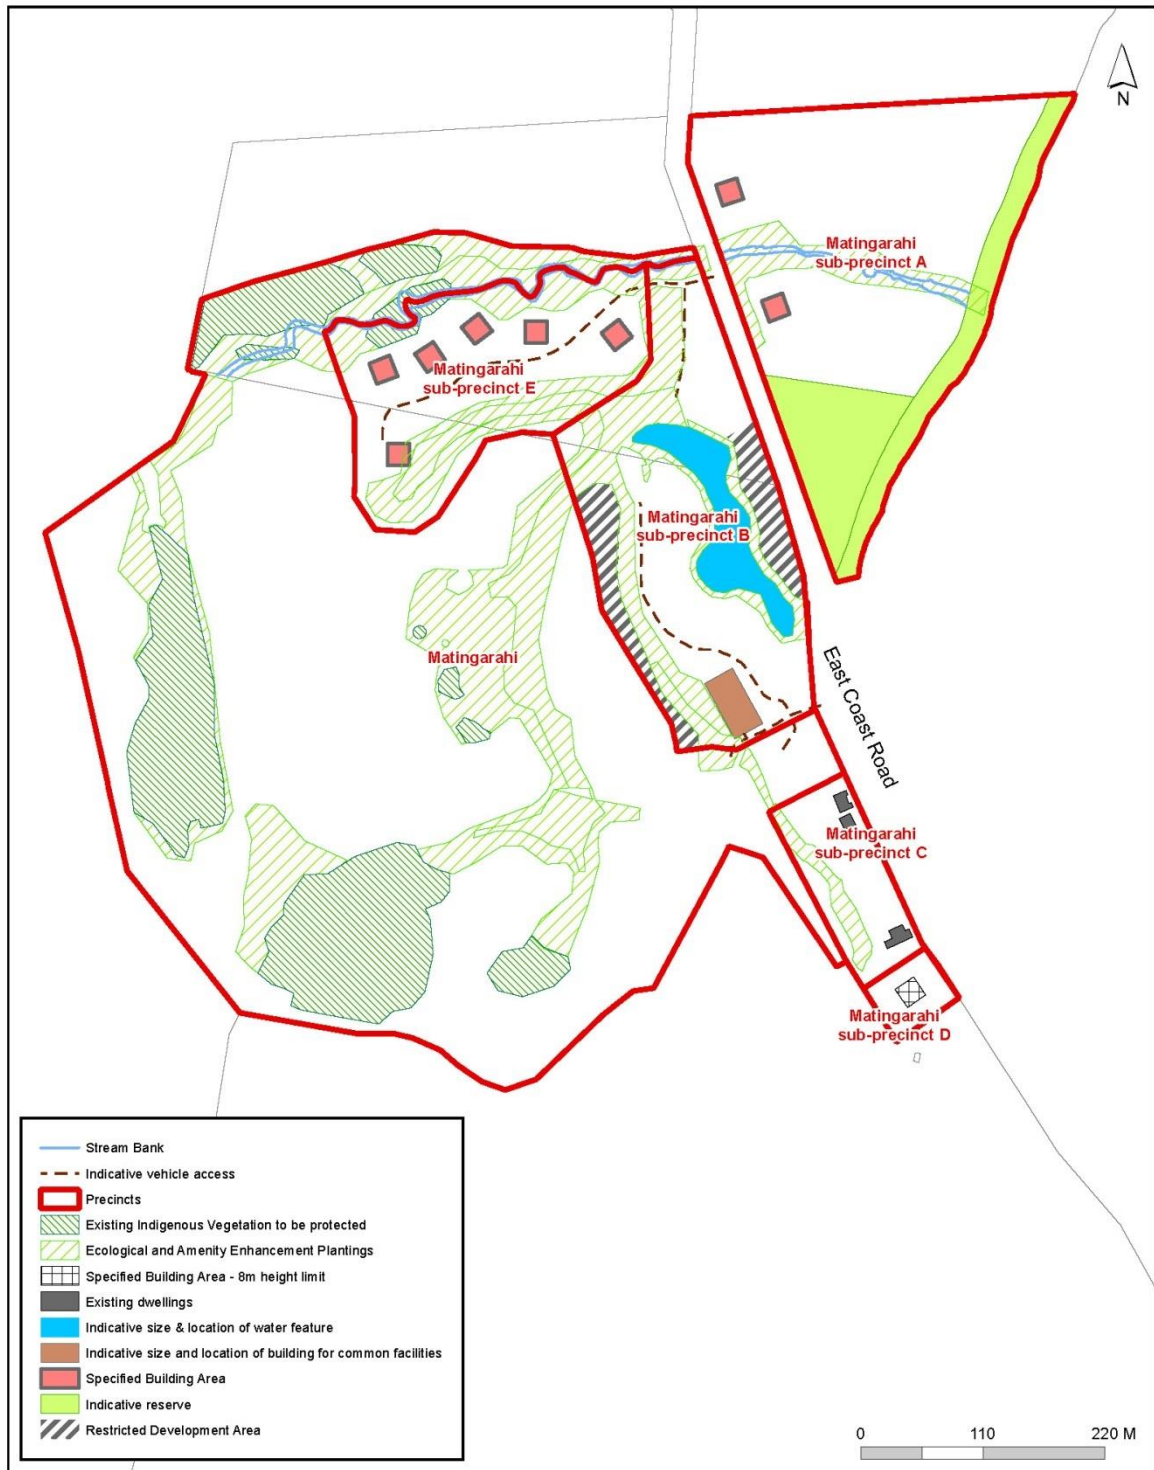 N
Matingarahi
sub-precinct A
Matingarahi
sub-precinct E
Matingarahi
sub-precinct B
Matingarahi
East Coast Road
Matingarahi
sub-precinct C
Matingarahi
sub-precinct D
Stream Bank
Indicative vehicle access
Precincts
Existing Indigenous Vegetation to be protected
Ecological and Amenity Enhancement Plantings
Specified Building Area - 8m height limit
Existing dwellings
Indicative size & location of water feature
Indicative size and location of building for common facilities
Specified Building Area
Indicative reserve
Restricted Development Area
0 110 220 M